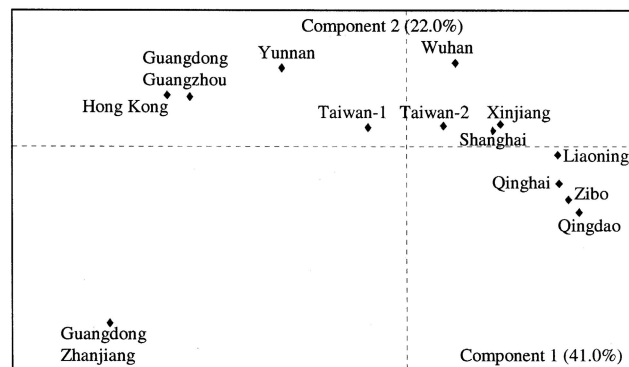 Component 2 (22.0%)
Guangdong
Guangzhou
Yunnan
Wuhan
Hong Kong
Taiwan-1
Taiwan-2
Xinjiang
Shanghai
Liaoning
Qinghai
Zibo
Qingdao
Guangdong
Zhanjiang
Component 1 (41.0%)